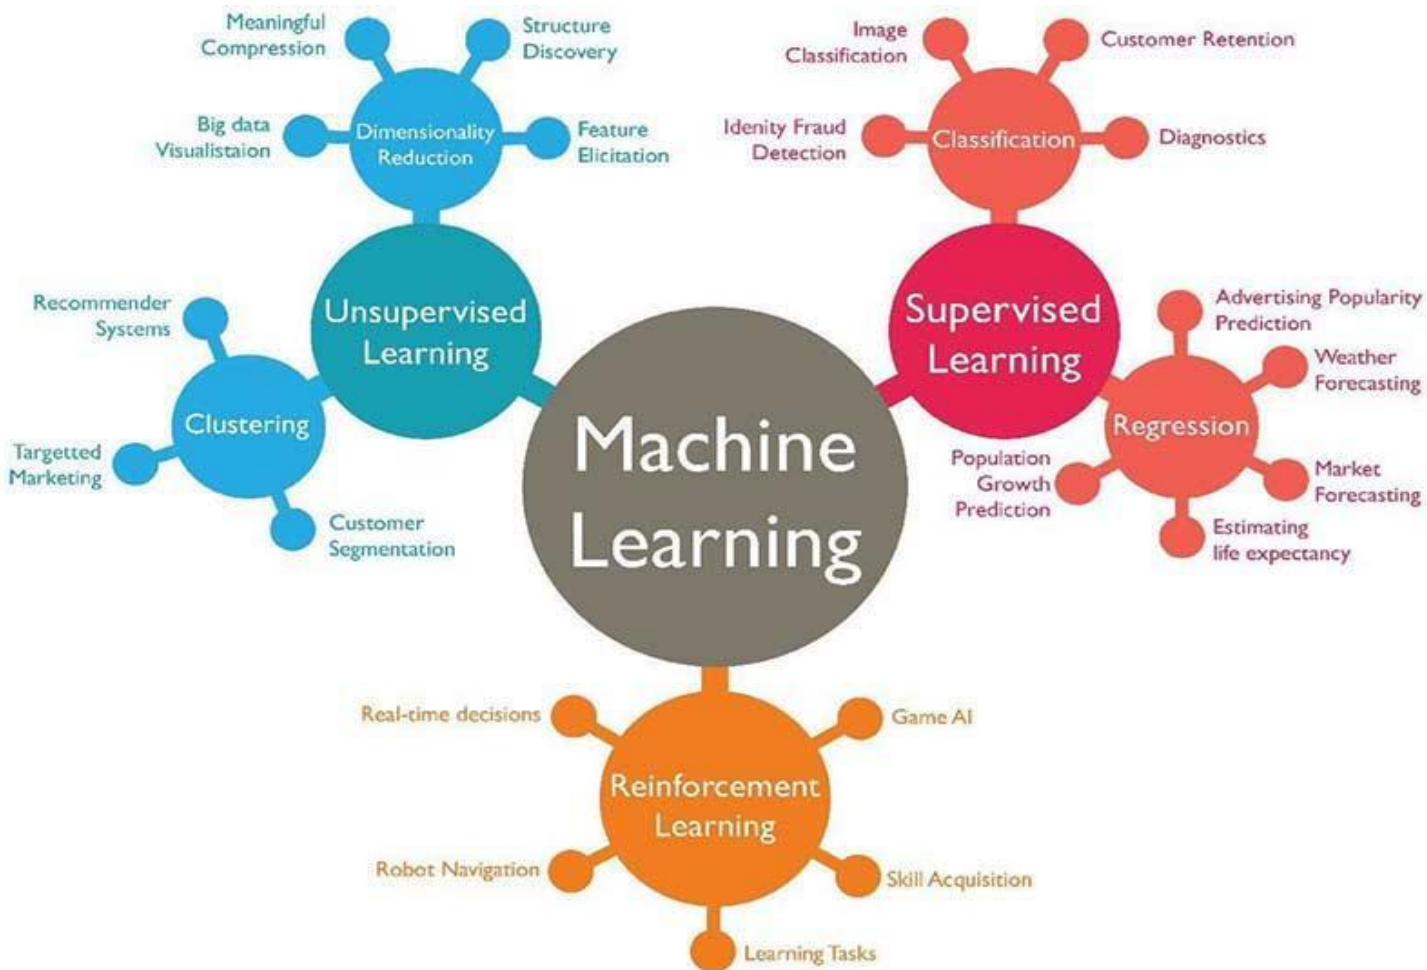 Meaningful
Compression
Structure
Discovery
Big data
Visualistaion
Dimensionality
Reduction
Feature
Elicitation
Image
Classification
Customer Retention
Idenity Fraud
Detection
Classification
Diagnostics
Unsupervised
Learning
Supervised
Learning
Recommender
Systems
Clustering
Targetted
Marketing
Customer
Segmentation
Machine
Learning
Advertising Popularity
Prediction
Weather
Forecasting
Regression
Population
Growth
Prediction
Market
Forecasting
Estimating
life expectancy
Real-time decisions
Game AI
Reinforcement
Learning
Robot Navigation
Skill Acquisition
Learning Tasks